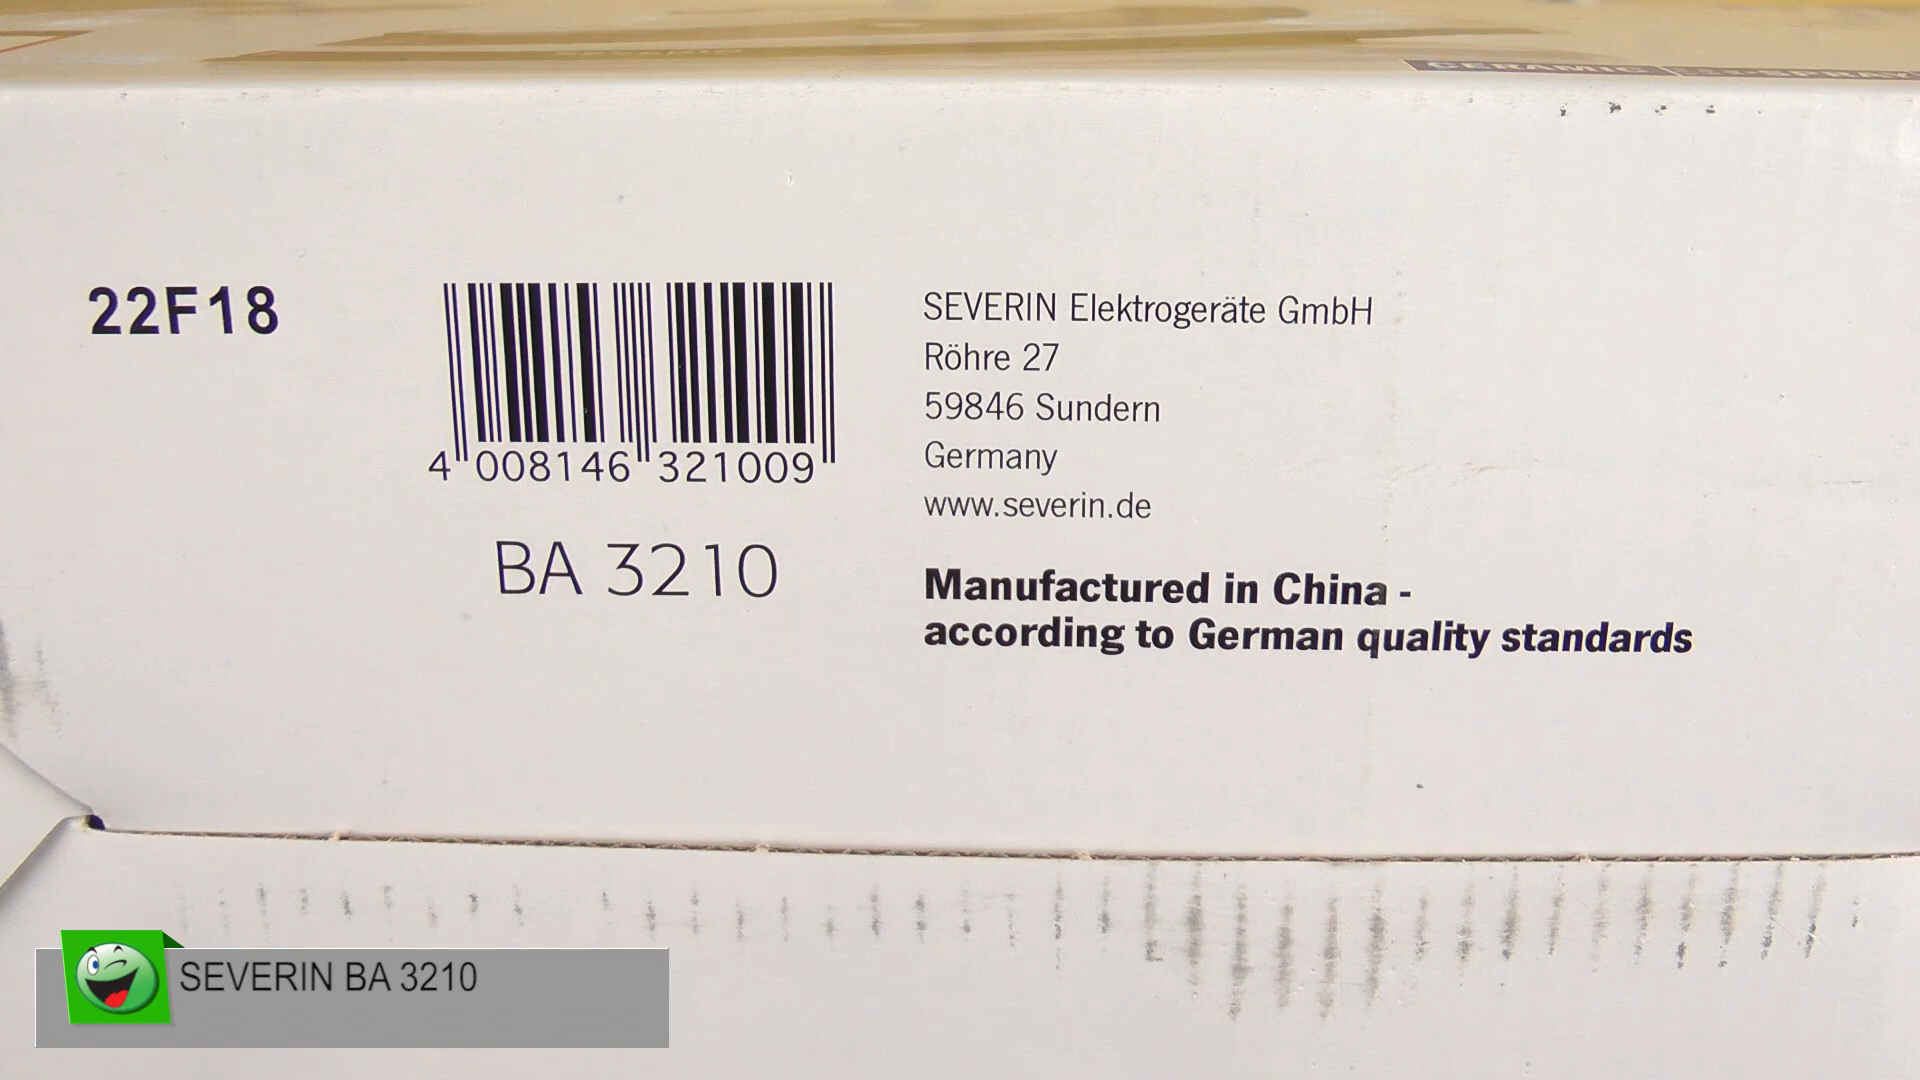 CERAMIC
22F18
4 008146 321009
BA 3210
SEVERIN Elektrogeräte GmbH
Röhre 27
59846 Sundern
Germany
www.severin.de
Manufactured in China -
according to German quality standards
SEVERIN BA 3210